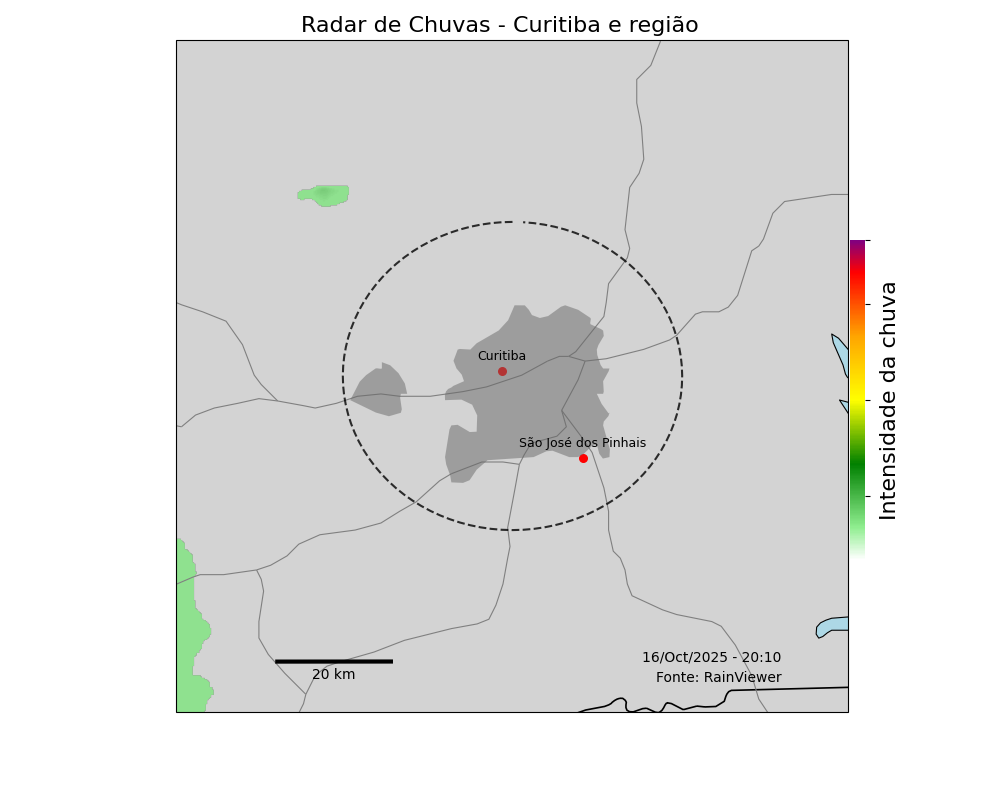 Radar de Chuvas - Curitiba e região
Curitiba
São José dos Pinhais
Intensidade da chuva
16/Oct/2025 - 20:10
Fonte: RainViewer
20 km